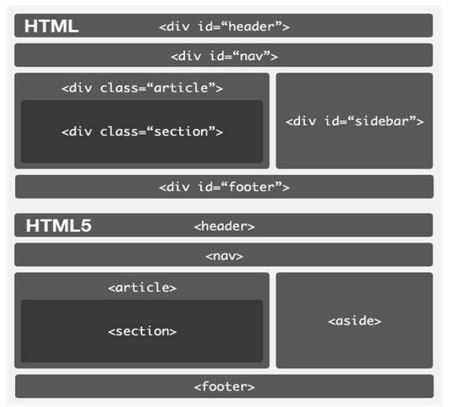 HTML <div id=“header”>
<div id=“nav”>
<div class=“article”>
<div class=“section”>
<div id=“sidebar”>
<div id=“footer”>
HTML5 <header>
<nav>
<article>
<section>
<aside>
<footer>